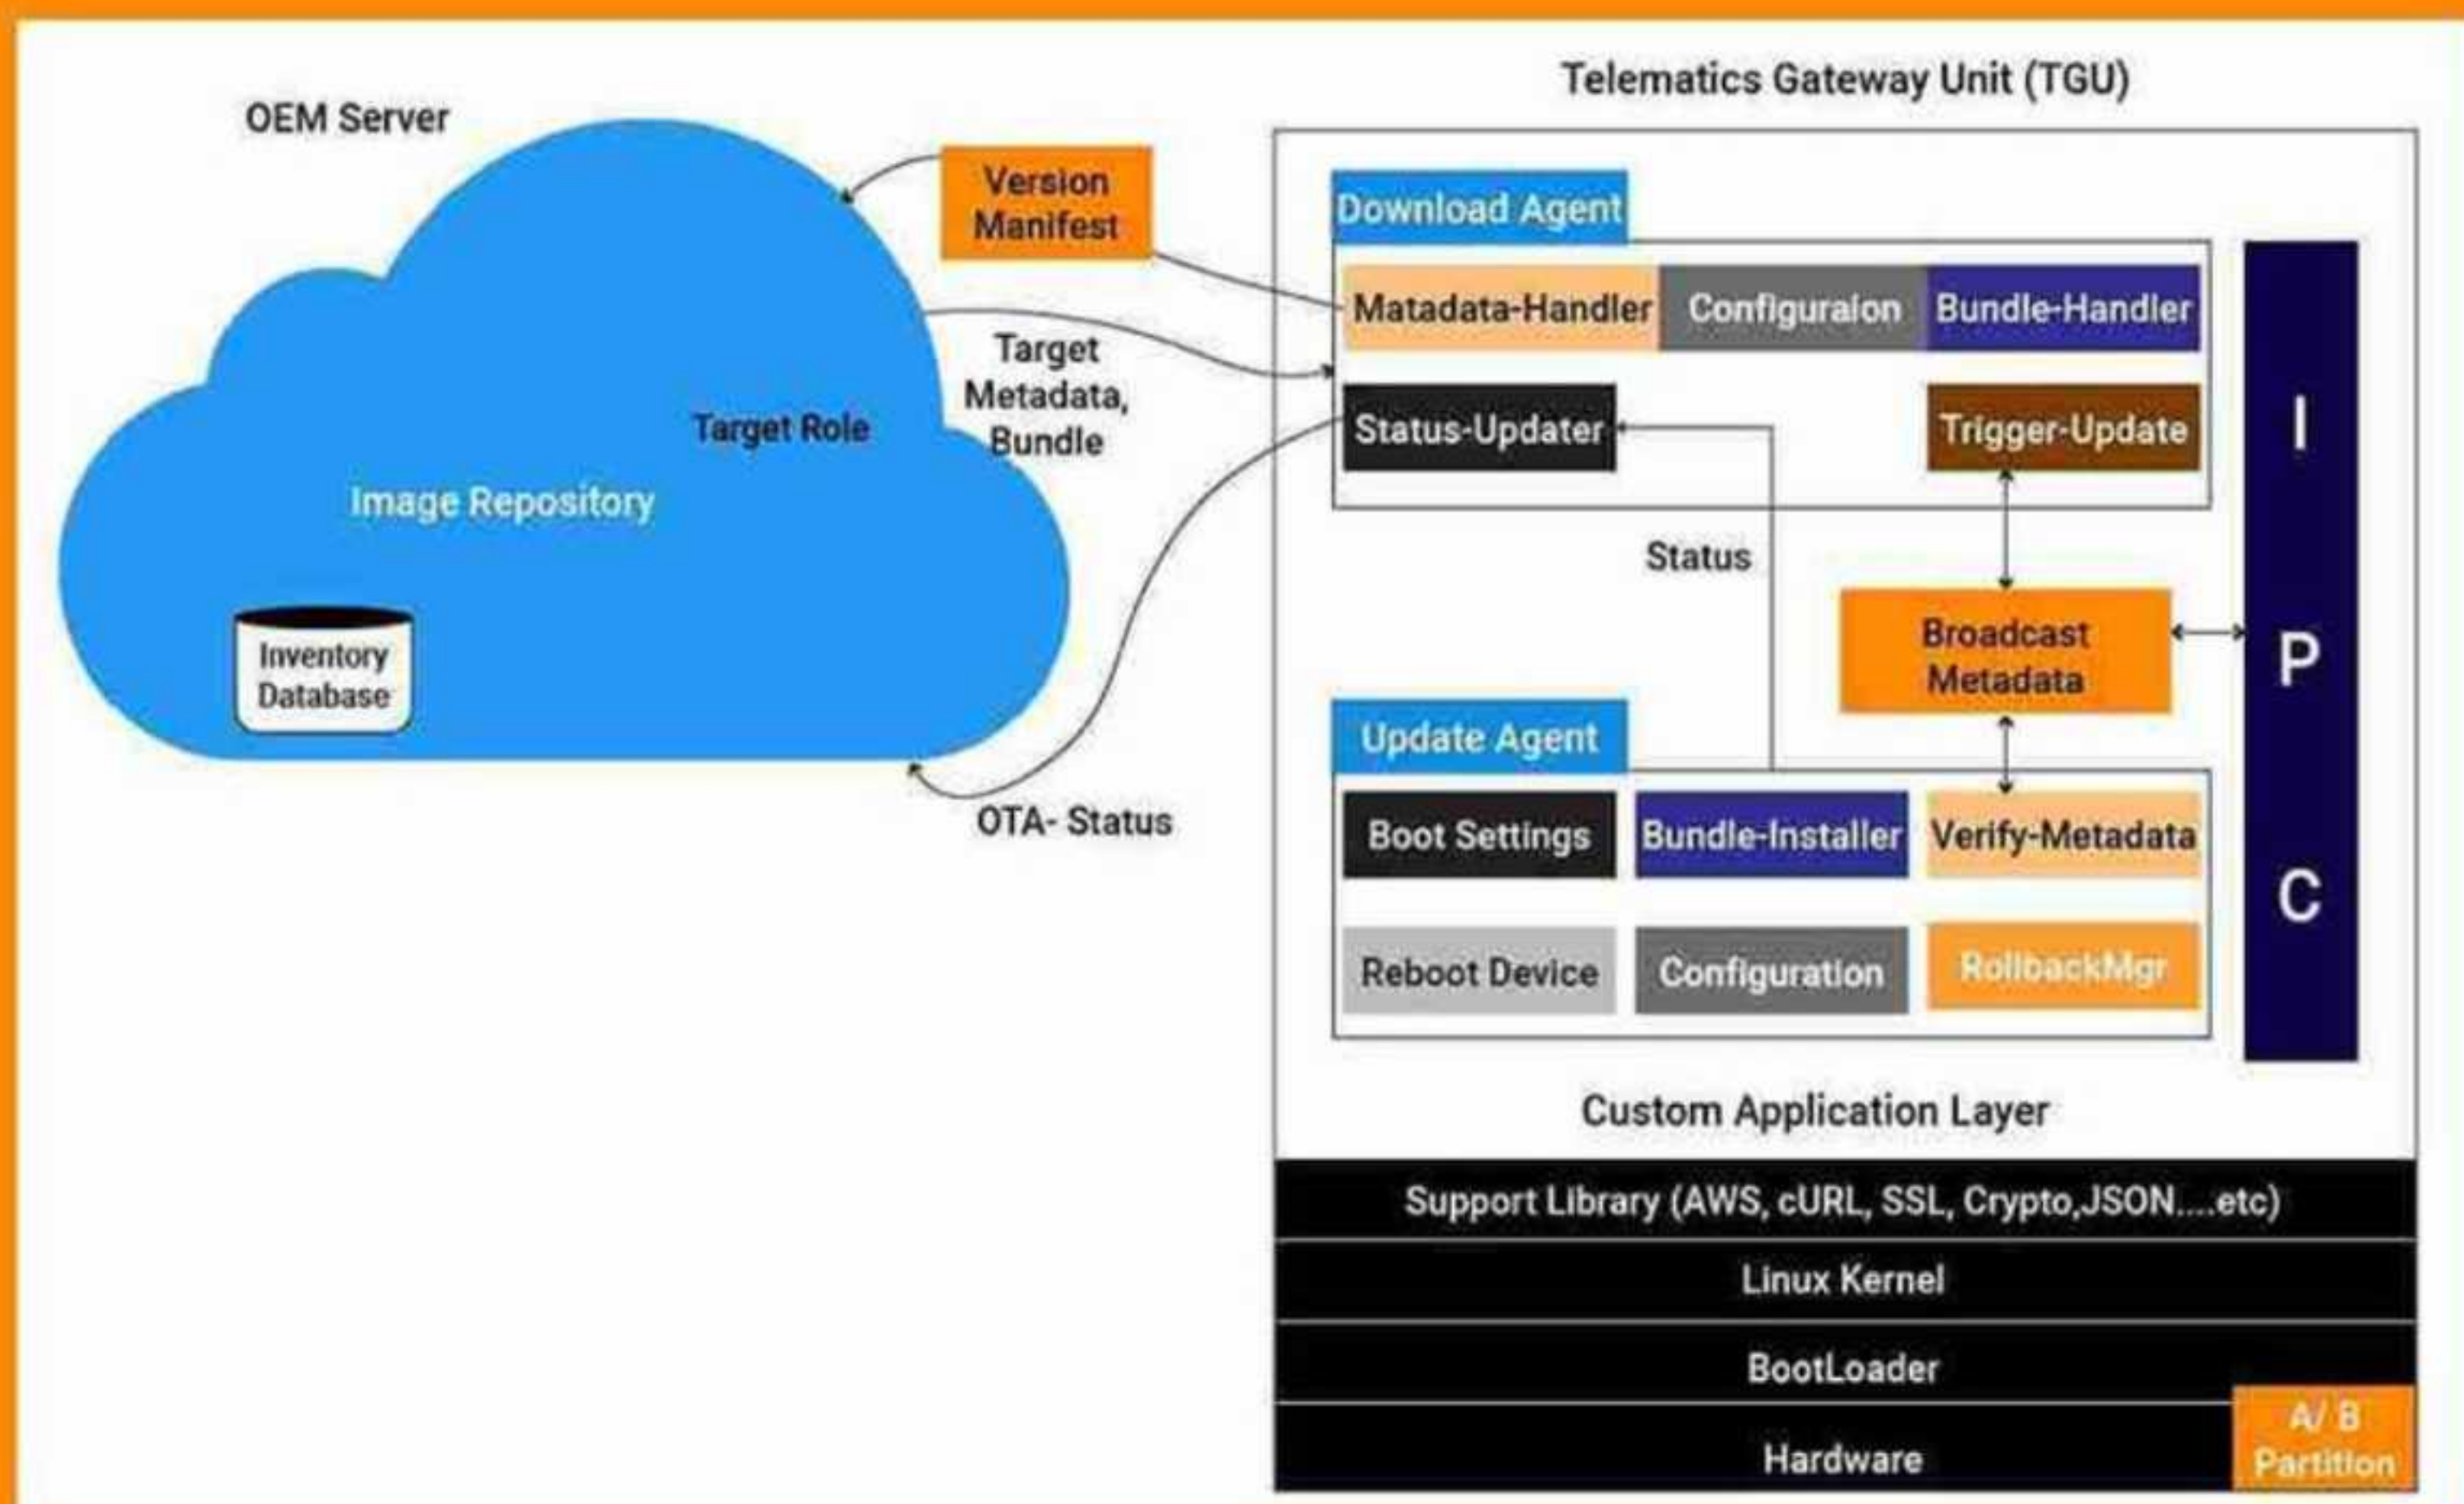 Telematics Gateway Unit (TGU)
OEM Server
Version
Manifest
Download Agent
Matadata-Handler
Configuraion
Bundle-Handler
Target
Metadata,
Bundle
Target Role
Status-Updater
Trigger-Update
Image Repository
Status
Broadcast
Metadata
I
P
C
Inventory
Database
Update Agent
OTA- Status
Boot Settings
Bundle-Installer
Verify-Metadata
Reboot Device
Configuration
RollbackMgr
Custom Application Layer
Support Library (AWS, cURL, SSL, Crypto,JSON....etc)
Linux Kernel
BootLoader
Hardware
A/ B
Partition